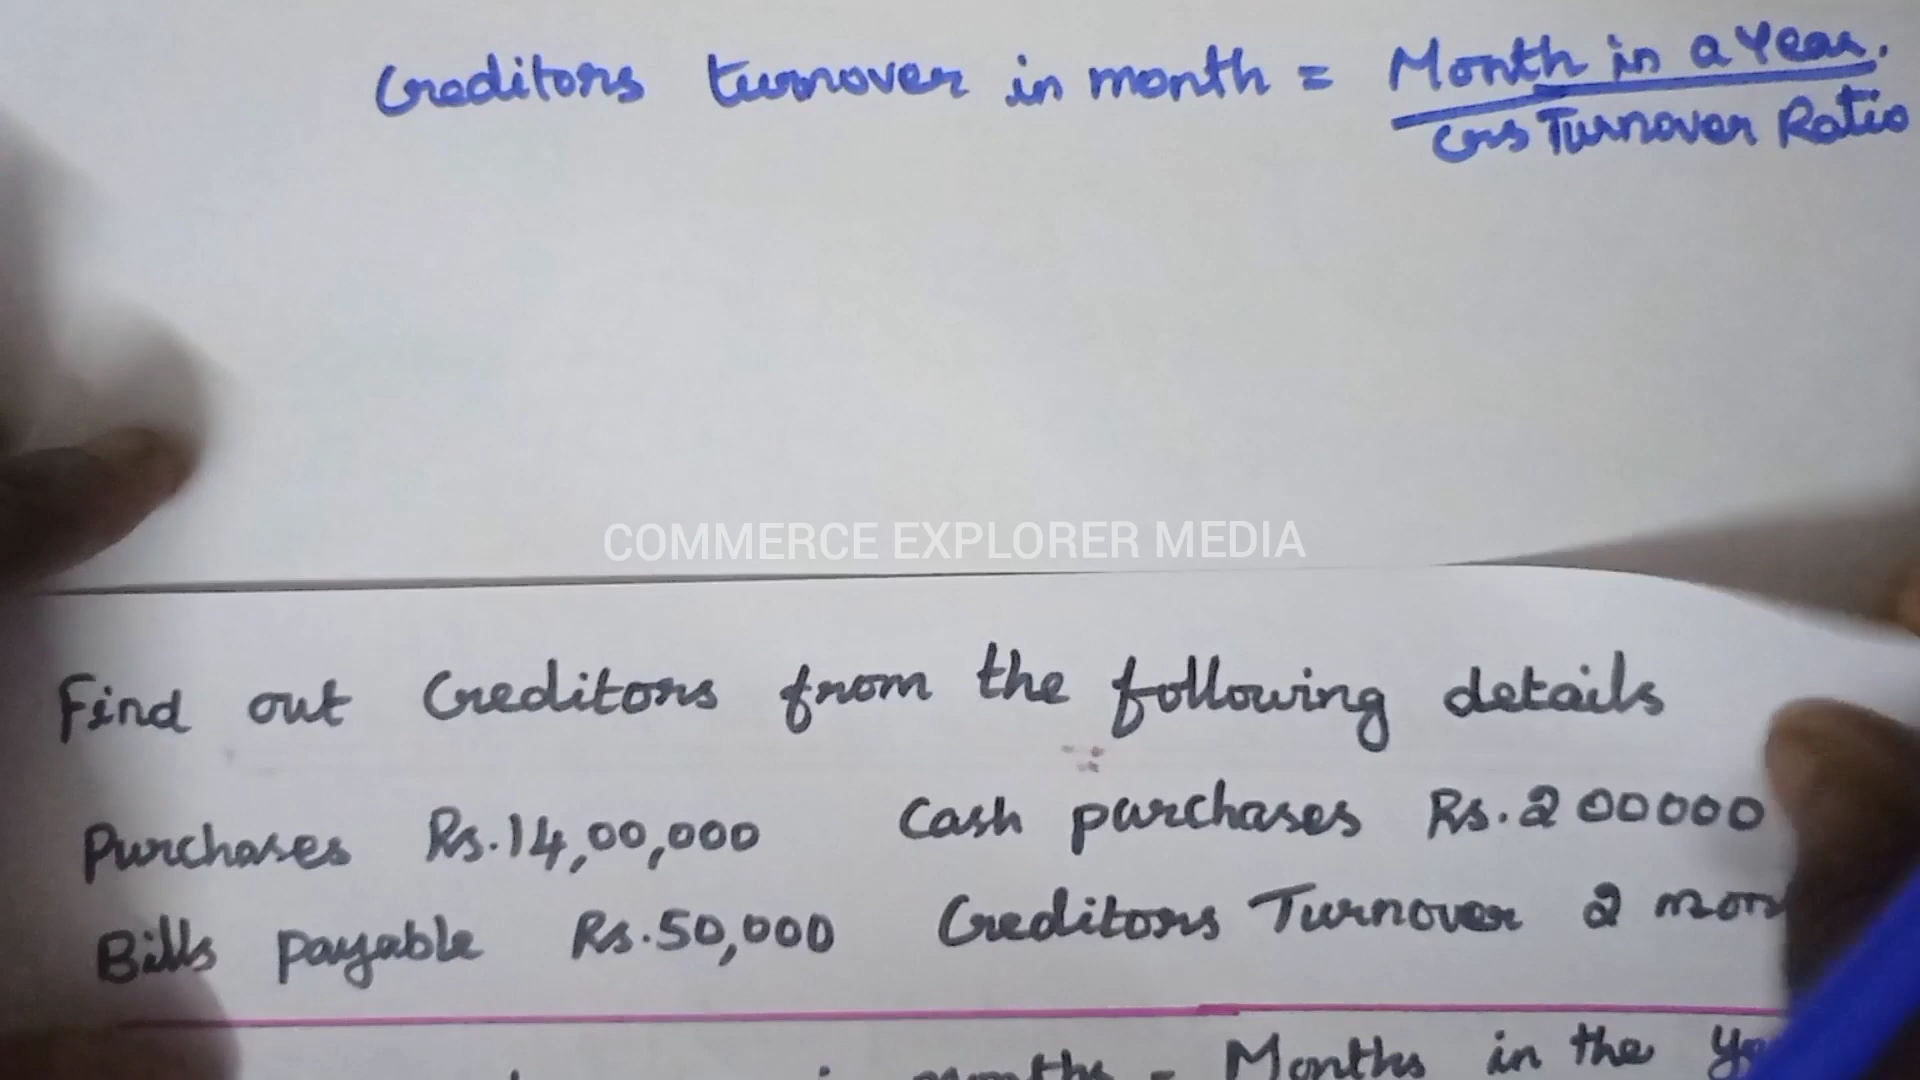 Creditors turnover in month = Month in a Year.
Crs Turnover Ratio
COMMERCE EXPLORER MEDIA
Find out Creditors from the following details
Purchases Rs.14,00,000 Cash purchases Rs.200000
Bills payable Rs.50,000 Creditors Turnover 2 mon
months = Months in the